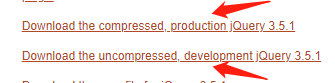 Download the compressed, production jQuery 3.5.1
Download the uncompressed, development jQuery 3.5.1